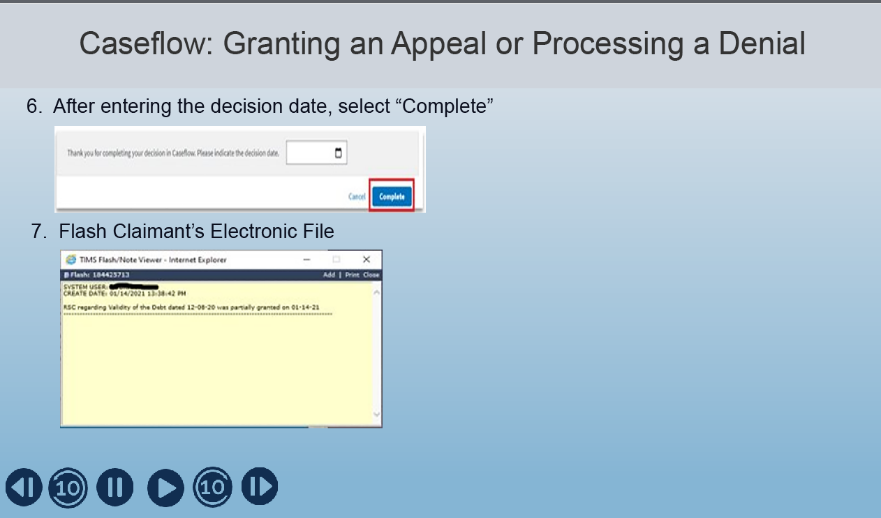 Caseflow: Granting an Appeal or Processing a Denial
6. After entering the decision date, select “Complete”
Thank you for completing your decision in Caseflow. Please indicate the decision date.
Cancel Complete
7. Flash Claimant’s Electronic File
TIMS Flash/Note Viewer - Internet Explorer
Flash: 184423713 Add | Print Close
SYSTEM USER:
CREATE DATE: 01/14/2021 13:38:42 PM
RSC regarding Validity of the Debt dated 12-08-20 was partially granted on 01-14-21
10 10